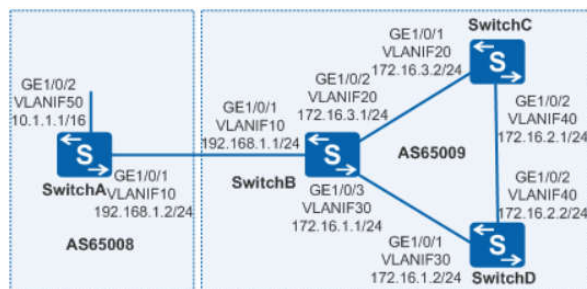 SwitchC
GE1/0/1
VLANIF20
172.16.3.2/24
S
GE1/0/2
VLANIF50
10.1.1.1/16
GE1/0/2
VLANIF20
172.16.3.1/24
GE1/0/1
VLANIF10
192.168.1.1/24
GE1/0/2
VLANIF40
172.16.2.1/24
S
SwitchA
GE1/0/1
VLANIF10
192.168.1.2/24
S
SwitchB
AS65009
GE1/0/3
VLANIF30
172.16.1.1/24
GE1/0/2
VLANIF40
172.16.2.2/24
AS65008
GE1/0/1
VLANIF30
172.16.1.2/24
S
SwitchD